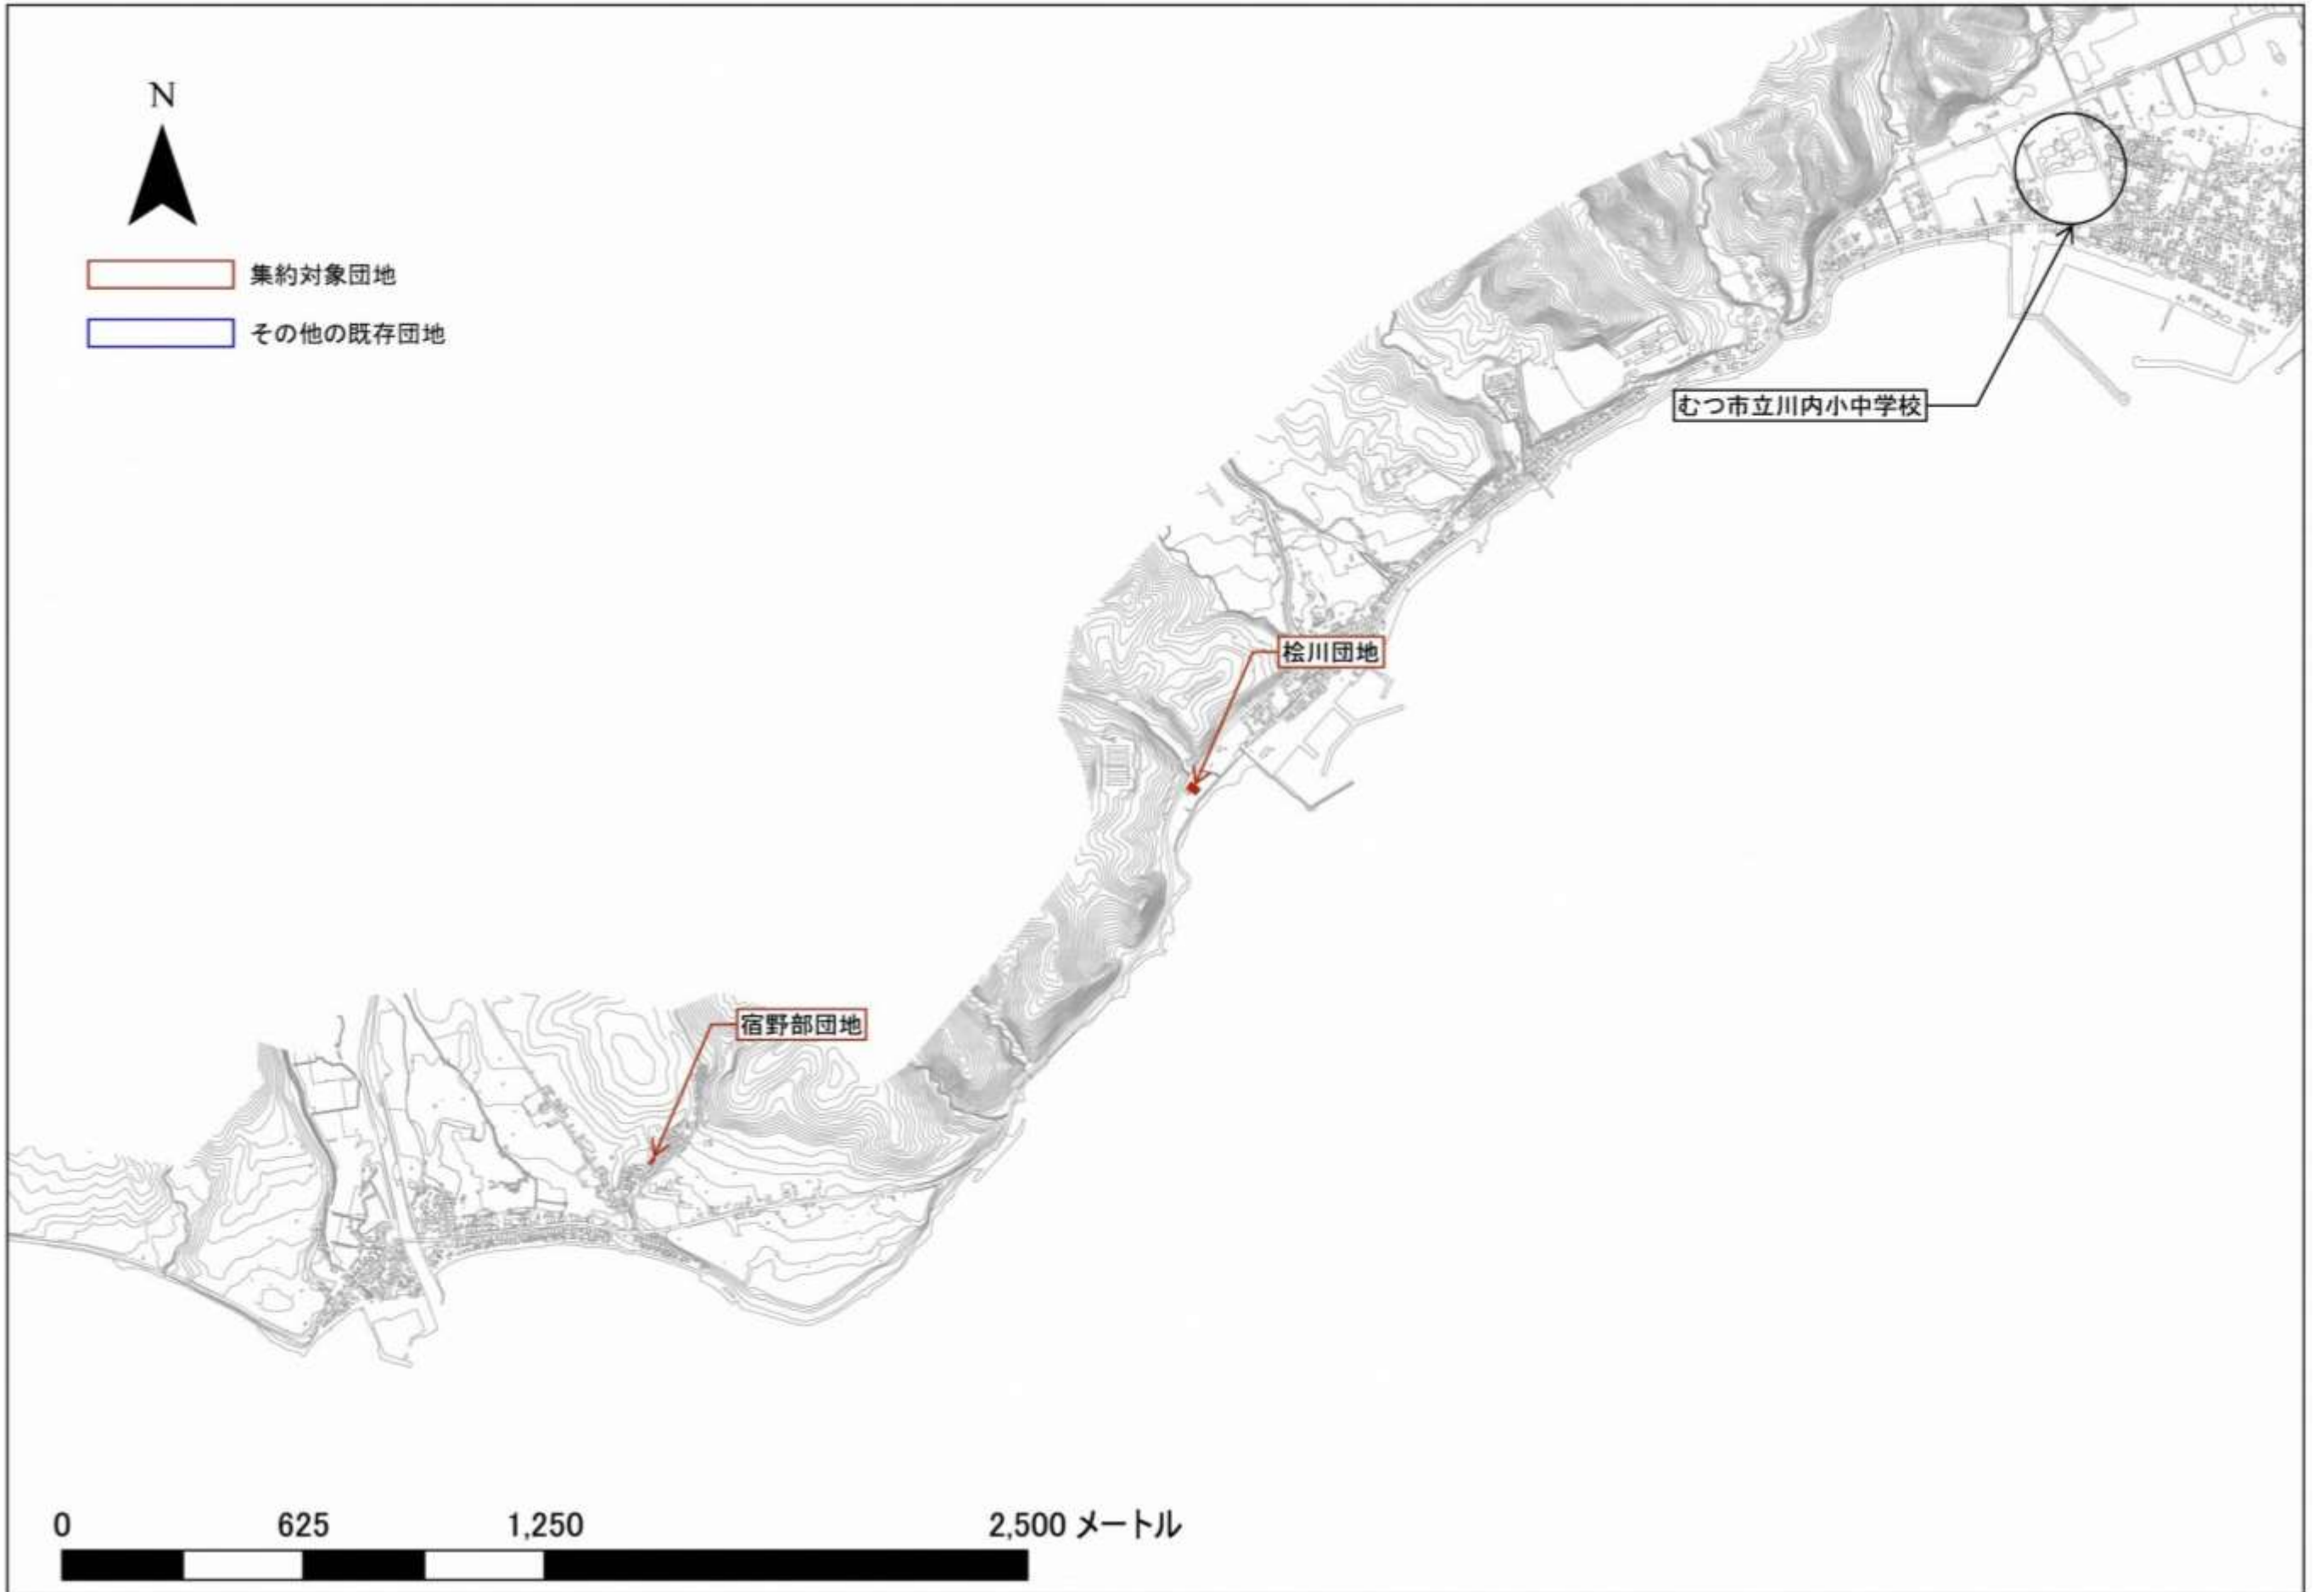 N
集約対象団地
その他の既存団地
むつ市立川内小中学校
桧川団地
宿野部団地
0 625 1,250 2,500 メートル